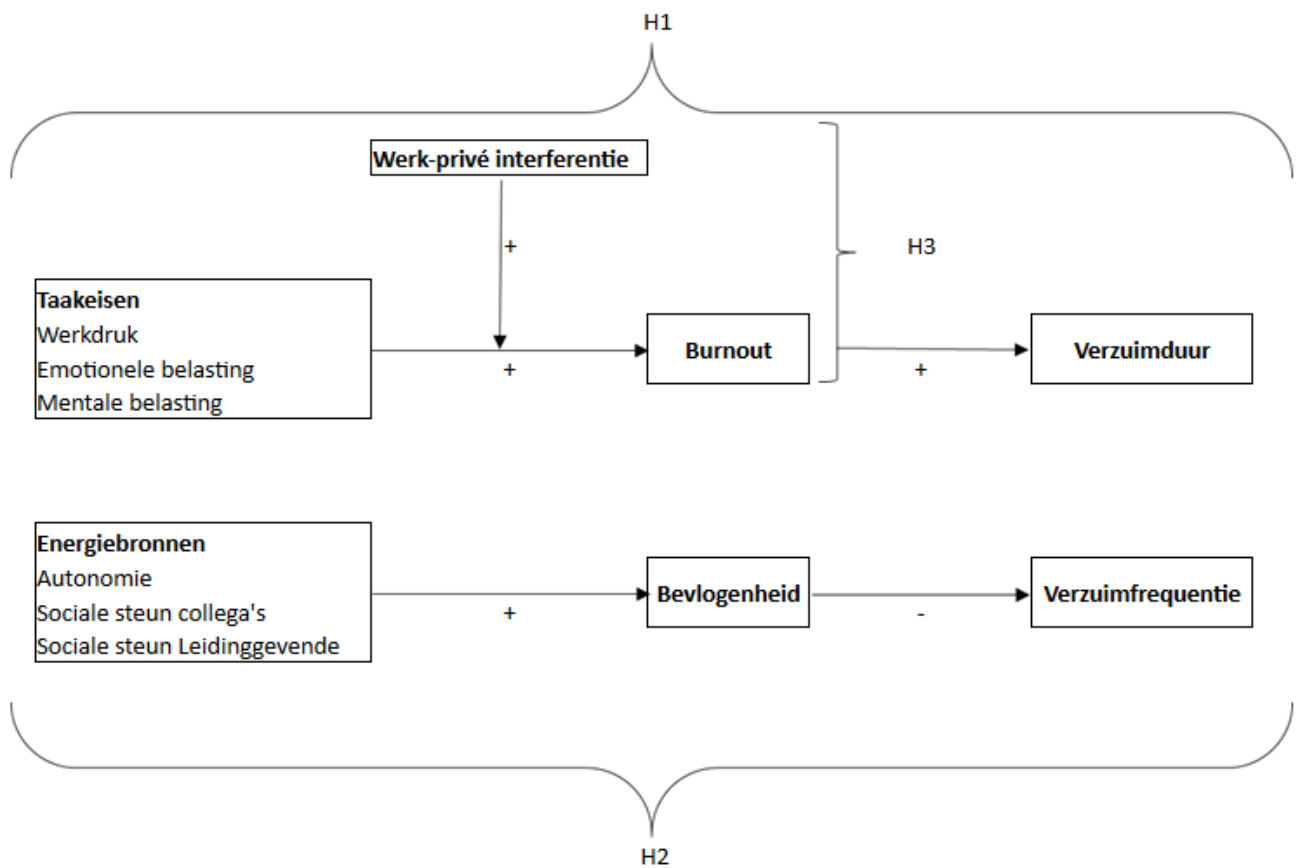 H1
Werk-privé interferentie
+
H3
Taakeisen
Werkdruk
Emotionele belasting
Mentale belasting
+
Burnout
+
Verzuimduur
Energiebronnen
Autonomie
Sociale steun collega's
Sociale steun Leidinggevende
+
Bevlogenheid
-
Verzuimfrequentie
H2